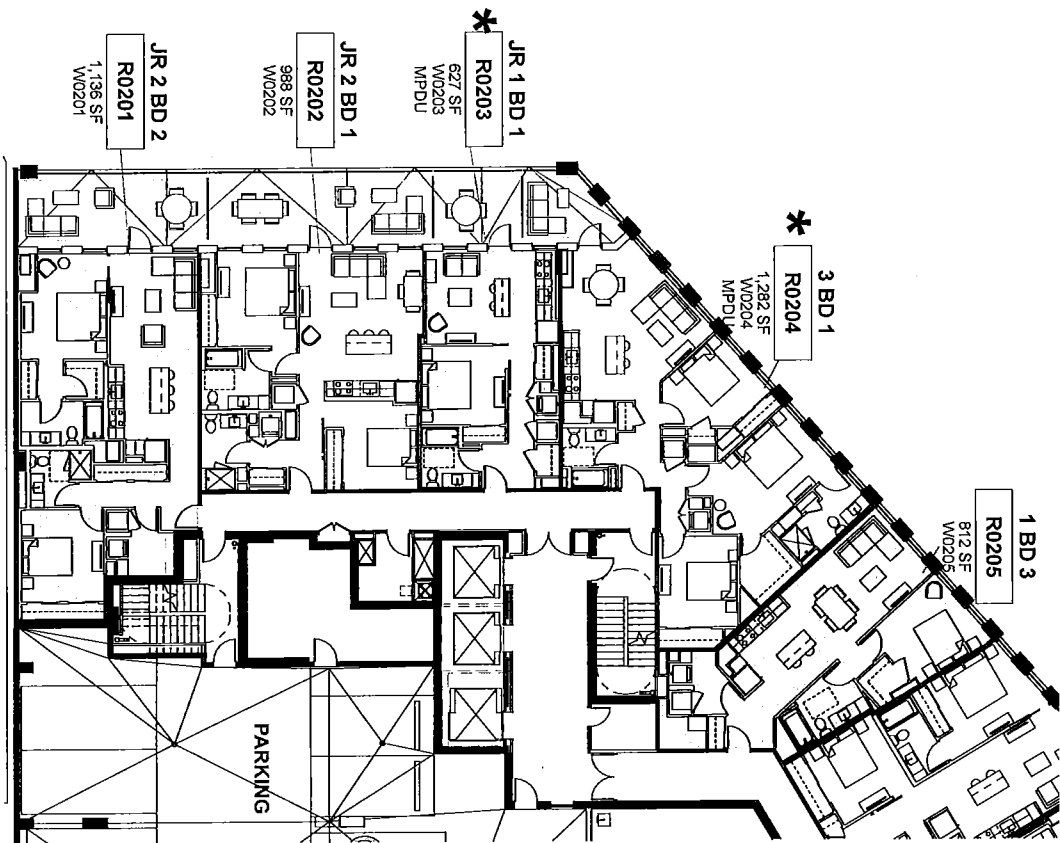 JR 2 BD 2
R0201
1,136 SF
W0201
JR 2 BD 1
R0202
988 SF
W0202
*
JR 1 BD 1
R0203
627 SF
W0203
MPDU
*
3 BD 1
R0204
1,282 SF
W0204
MPDU
1 BD 3
R0205
812 SF
W0205
PARKING